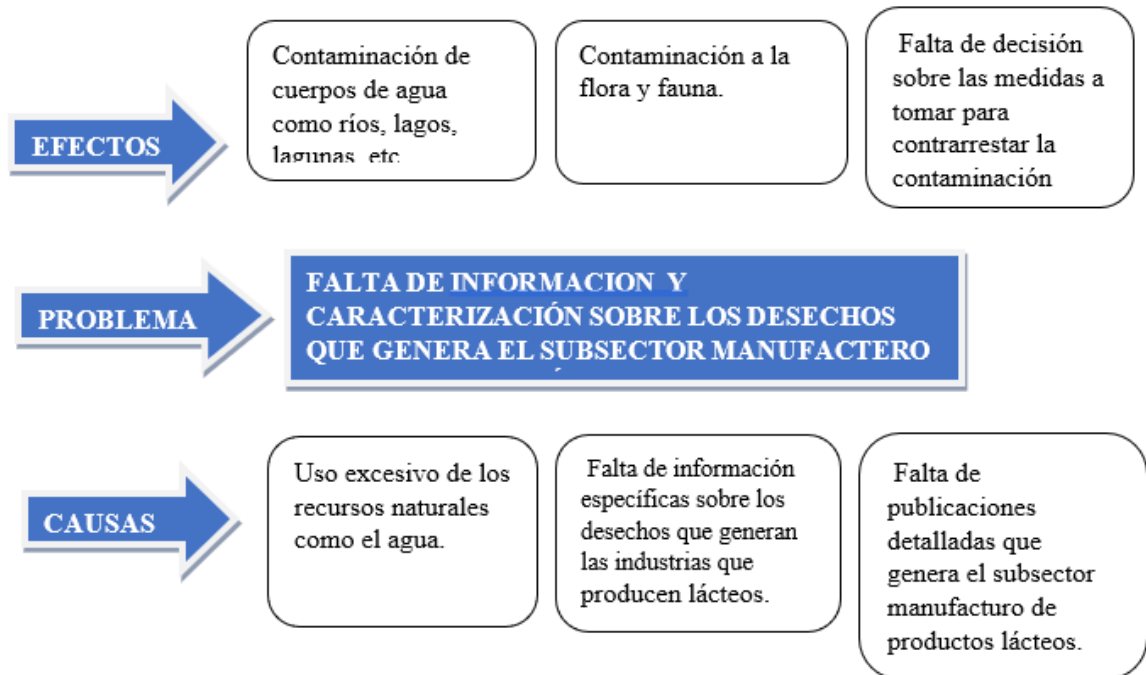 EFECTOS
Contaminación de
cuerpos de agua
como ríos, lagos,
lagunas, etc
Contaminación a la
flora y fauna.
Falta de decisión
sobre las medidas a
tomar para
contrarrestar la
contaminación
PROBLEMA
FALTA DE INFORMACION Y
CARACTERIZACIÓN SOBRE LOS DESECHOS
QUE GENERA EL SUBSECTOR MANUFACTERO
CAUSAS
Uso excesivo de los
recursos naturales
como el agua.
Falta de información
específicas sobre los
desechos que generan
las industrias que
producen lácteos.
Falta de
publicaciones
detalladas que
genera el subsector
manufacturo de
productos lácteos.